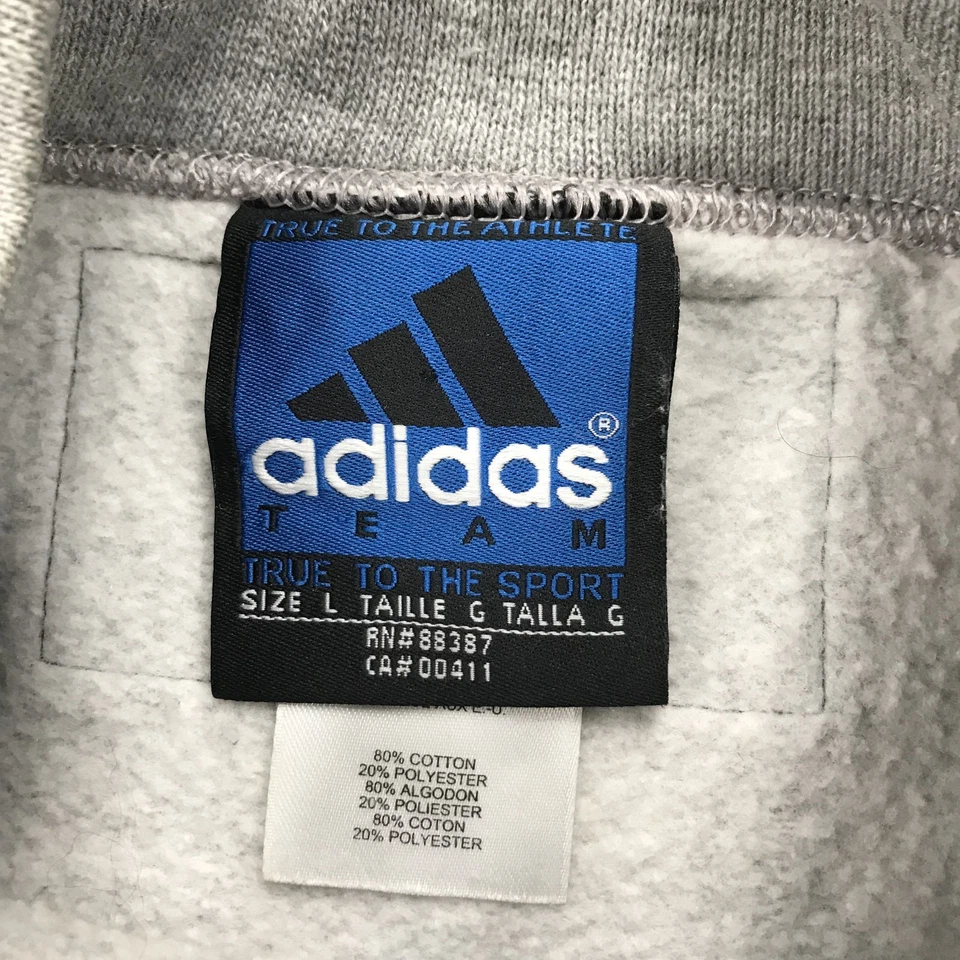 TRUE TO THE ATHLETE
adidas ®
TEAM
TRUE TO THE SPORT
SIZE L TAILLE G TALLA G
RN#88387
CA#00411
AUX E.-U.
80% COTTON
20% POLYESTER
80% ALGODON
20% POLIESTER
80% COTON
20% POLYESTER